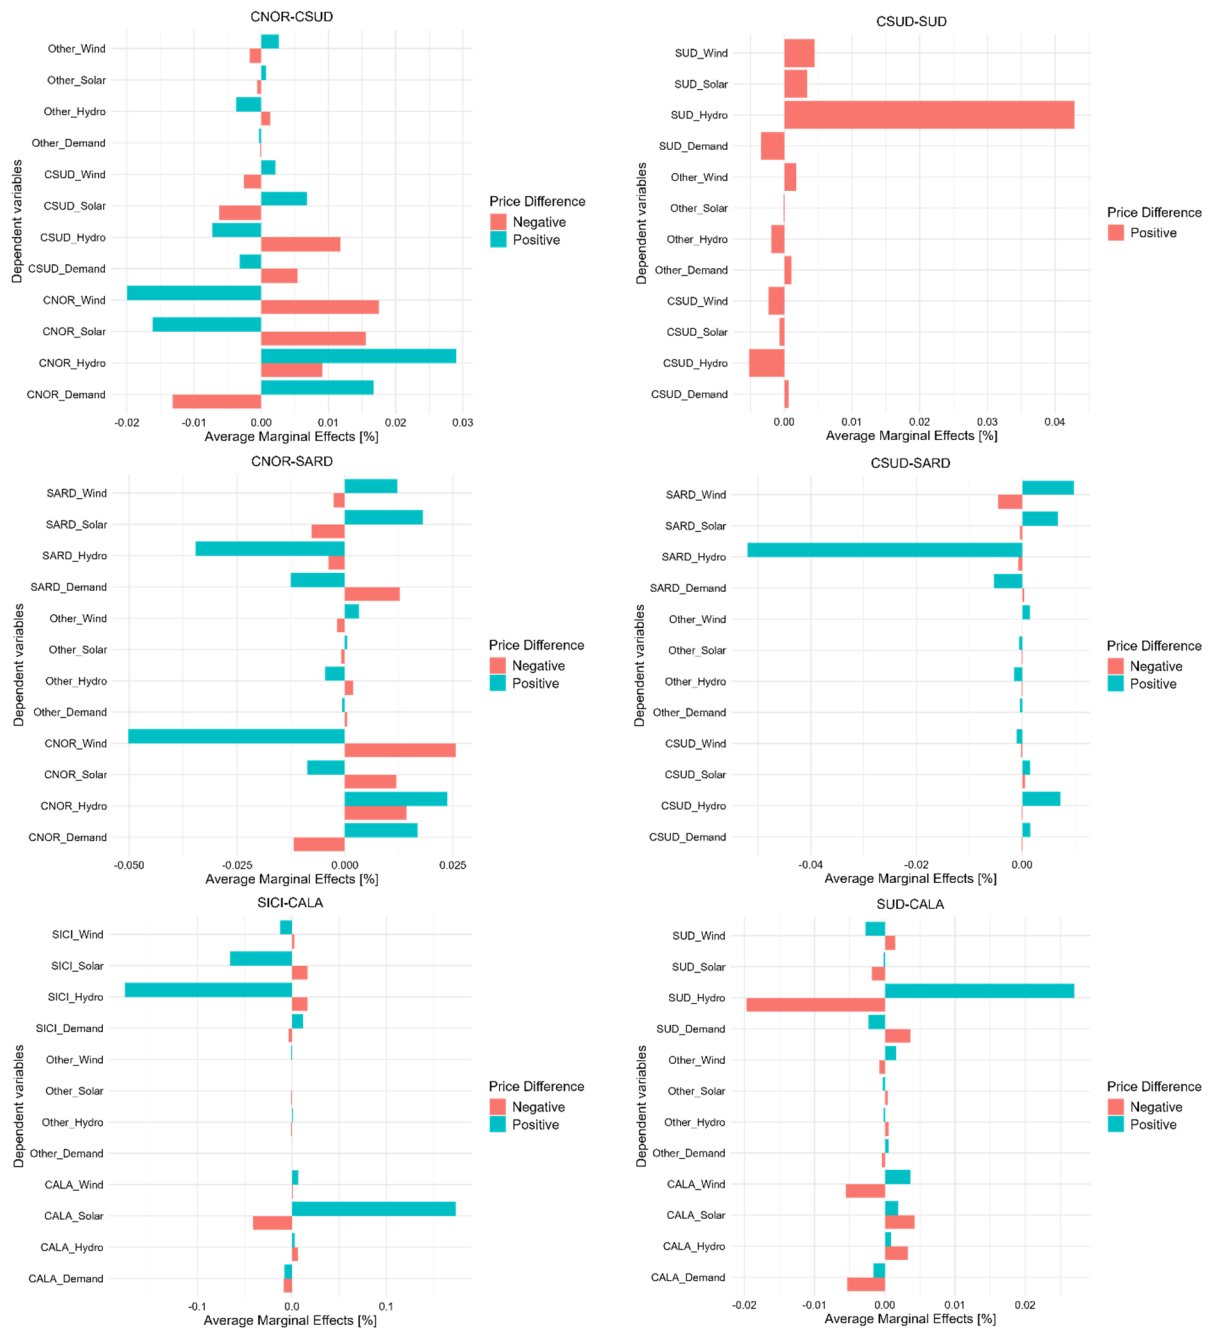 CNOR-CSUD
Dependent variables
Other_Wind
Other_Solar
Other_Hydro
Other_Demand
CSUD_Wind
CSUD_Solar
CSUD_Hydro
CSUD_Demand
CNOR_Wind
CNOR_Solar
CNOR_Hydro
CNOR_Demand
-0.02 -0.01 0.00 0.01 0.02 0.03
Average Marginal Effects [%]
Price Difference
Negative
Positive
CSUD-SUD
Dependent variables
SUD_Wind
SUD_Solar
SUD_Hydro
SUD_Demand
Other_Wind
Other_Solar
Other_Hydro
Other_Demand
CSUD_Wind
CSUD_Solar
CSUD_Hydro
CSUD_Demand
0.00 0.01 0.02 0.03 0.04
Average Marginal Effects [%]
Price Difference
Positive
CNOR-SARD
Dependent variables
SARD_Wind
SARD_Solar
SARD_Hydro
SARD_Demand
Other_Wind
Other_Solar
Other_Hydro
Other_Demand
CNOR_Wind
CNOR_Solar
CNOR_Hydro
CNOR_Demand
-0.050 -0.025 0.000 0.025
Average Marginal Effects [%]
Price Difference
Negative
Positive
CSUD-SARD
Dependent variables
SARD_Wind
SARD_Solar
SARD_Hydro
SARD_Demand
Other_Wind
Other_Solar
Other_Hydro
Other_Demand
CSUD_Wind
CSUD_Solar
CSUD_Hydro
CSUD_Demand
-0.04 -0.02 0.00
Average Marginal Effects [%]
Price Difference
Negative
Positive
SICI-CALA
Dependent variables
SICI_Wind
SICI_Solar
SICI_Hydro
SICI_Demand
Other_Wind
Other_Solar
Other_Hydro
Other_Demand
CALA_Wind
CALA_Solar
CALA_Hydro
CALA_Demand
-0.1 0.0 0.1
Average Marginal Effects [%]
Price Difference
Negative
Positive
SUD-CALA
Dependent variables
SUD_Wind
SUD_Solar
SUD_Hydro
SUD_Demand
Other_Wind
Other_Solar
Other_Hydro
Other_Demand
CALA_Wind
CALA_Solar
CALA_Hydro
CALA_Demand
-0.02 -0.01 0.00 0.01 0.02
Average Marginal Effects [%]
Price Difference
Negative
Positive